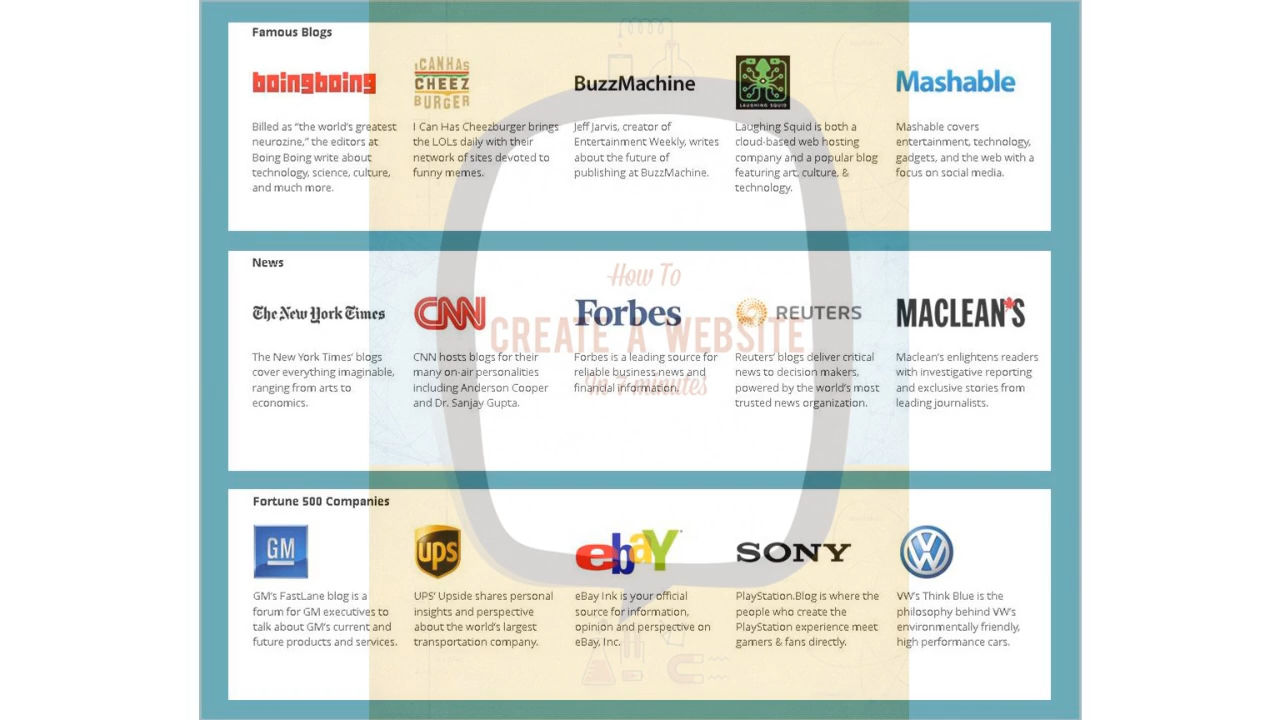 Famous Blogs
boingboing
I CAN HAS
CHEEZ
BURGER
BuzzMachine
LAUGHING SQUID
Mashable
Billed as “the world's greatest
neurozine,” the editors at
Boing Boing write about
technology, science, culture,
and much more.
I Can Has Cheezburger brings
the LOLs daily with their
network of sites devoted to
funny memes.
Jeff Jarvis, creator of
Entertainment Weekly, writes
about the future of
publishing at BuzzMachine.
Laughing Squid is both a
cloud-based web hosting
company and a popular blog
featuring art, culture, &
technology.
Mashable covers
entertainment, technology,
gadgets, and the web with a
focus on social media.
News
The New York Times
CNN
Forbes
REUTERS
MACLEAN'S
How To
CREATE A WEBSITE
In 7 minutes
The New York Times' blogs
cover everything imaginable,
ranging from arts to
economics.
CNN hosts blogs for their
many on-air personalities
including Anderson Cooper
and Dr. Sanjay Gupta.
Forbes is a leading source for
reliable business news and
financial information.
Reuters' blogs deliver critical
news to decision makers,
powered by the world's most
trusted news organization.
Maclean's enlightens readers
with investigative reporting
and exclusive stories from
leading journalists.
Fortune 500 Companies
GM
ups
ebaY
SONY
VW
GM's FastLane blog is a
forum for GM executives to
talk about GM's current and
future products and services.
UPS' Upside shares personal
insights and perspective
about the world's largest
transportation company.
eBay Ink is your official
source for information,
opinion and perspective on
eBay, Inc.
PlayStation.Blog is where the
people who create the
PlayStation experience meet
gamers & fans directly.
VW's Think Blue is the
philosophy behind VW's
environmentally friendly,
high performance cars.